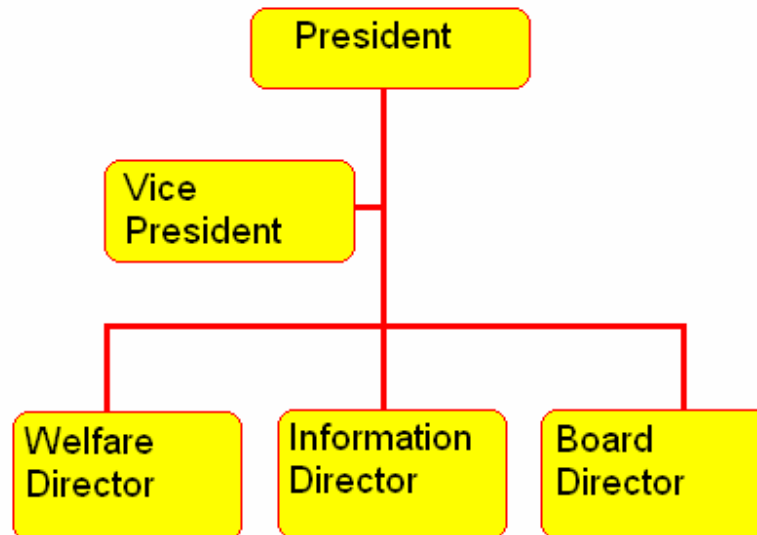 President
Vice
President
Welfare
Director
Information
Director
Board
Director